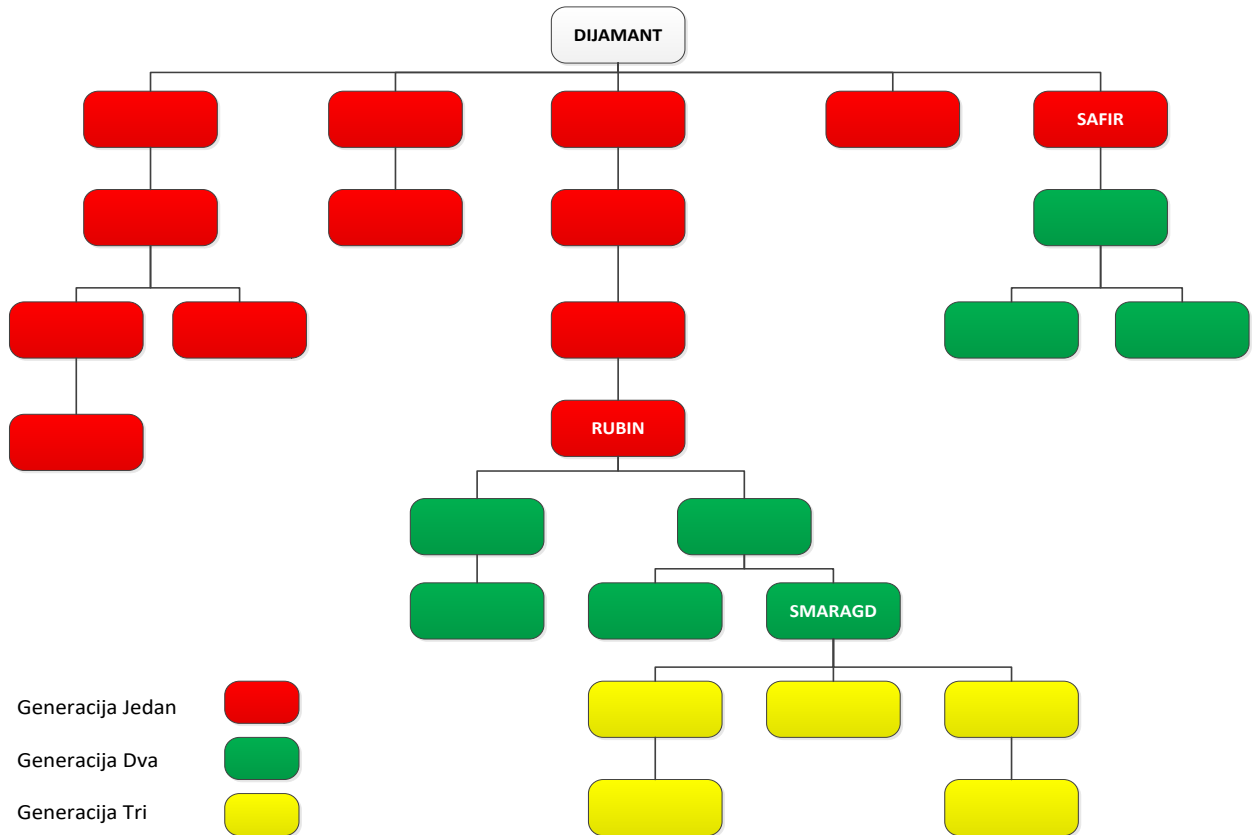 DIJAMANT
SAFIR
RUBIN
SMARAGD
Generacija Jedan
Generacija Dva
Generacija Tri